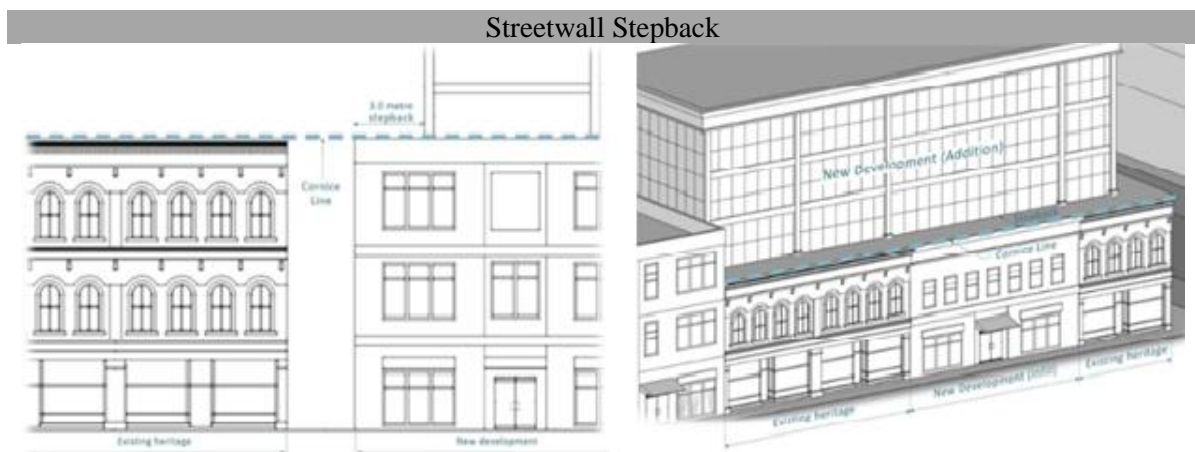 Streetwall Stepback
3.0 metre
stepback
Cornice
Line
Existing heritage
New development
New Development (Addition)
Cornice Line
Existing heritage
New Development (Infill)
Existing heritage